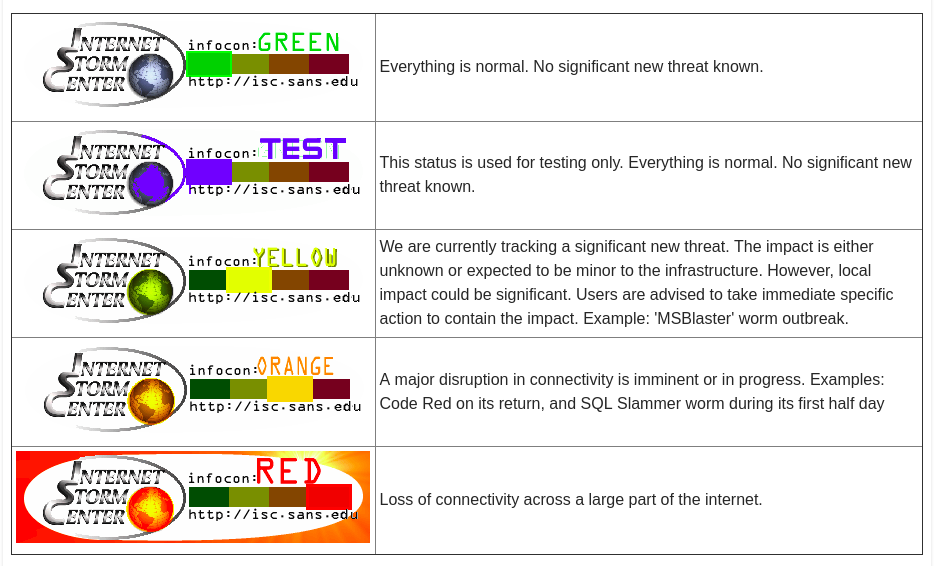 INTERNET
STORM
CENTER
infocon:GREEN
http://isc.sans.edu
Everything is normal. No significant new threat known.
INTERNET
STORM
CENTER
infocon:TEST
http://isc.sans.edu
This status is used for testing only. Everything is normal. No significant new
threat known.
INTERNET
STORM
CENTER
infocon:YELLOW
http://isc.sans.edu
We are currently tracking a significant new threat. The impact is either
unknown or expected to be minor to the infrastructure. However, local
impact could be significant. Users are advised to take immediate specific
action to contain the impact. Example: 'MSBlaster' worm outbreak.
INTERNET
STORM
CENTER
infocon:ORANGE
http://isc.sans.edu
A major disruption in connectivity is imminent or in progress. Examples:
Code Red on its return, and SQL Slammer worm during its first half day
INTERNET
STORM
CENTER
infocon:RED
http://isc.sans.edu
Loss of connectivity across a large part of the internet.